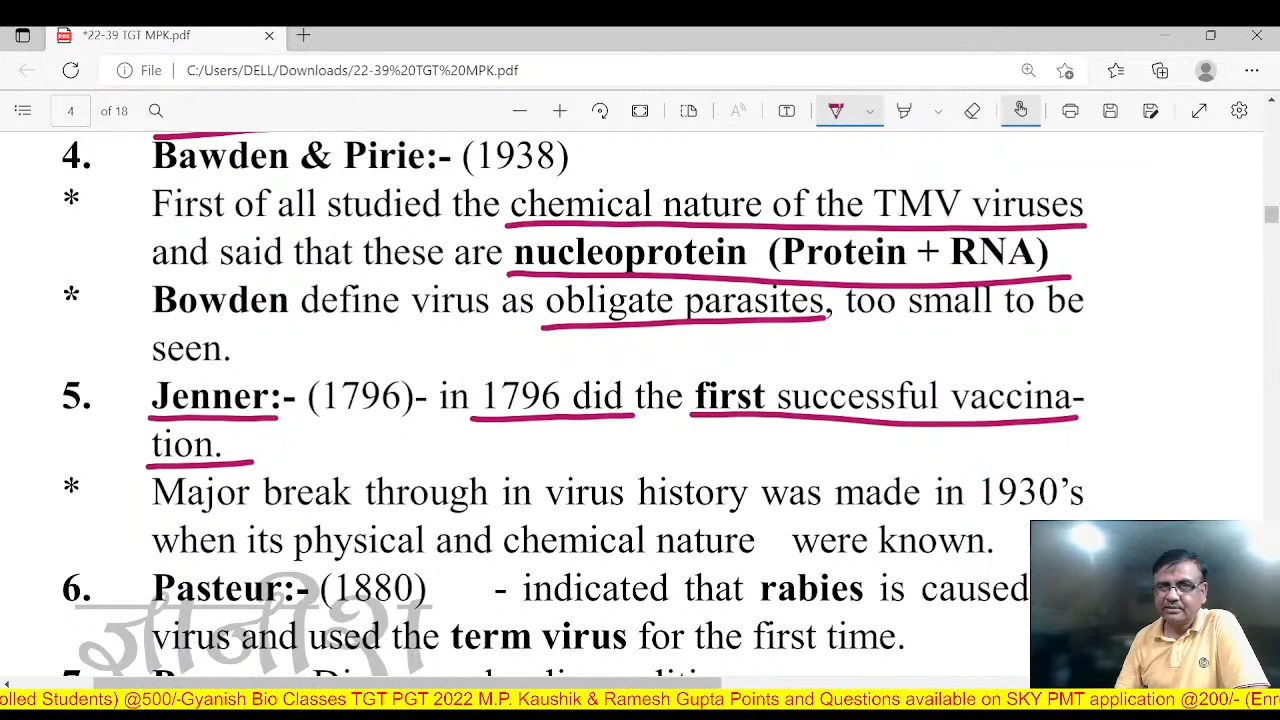 *22-39 TGT MPK.pdf
File C:/Users/DELL/Downloads/22-39%20TGT%20MPK.pdf
4 of 18
4. Bawden & Pirie:- (1938)
* First of all studied the chemical nature of the TMV viruses
and said that these are nucleoprotein (Protein + RNA)
* Bowden define virus as obligate parasites, too small to be
seen.
5. Jenner:- (1796)- in 1796 did the first successful vaccina-
tion.
* Major break through in virus history was made in 1930's
when its physical and chemical nature were known.
6. Pasteur:- (1880) - indicated that rabies is caused
virus and used the term virus for the first time.
ज्ञानीश
olled Students) @500/-Gyanish Bio Classes TGT PGT 2022 M.P. Kaushik & Ramesh Gupta Points and Questions available on SKY PMT application @200/- (Enr